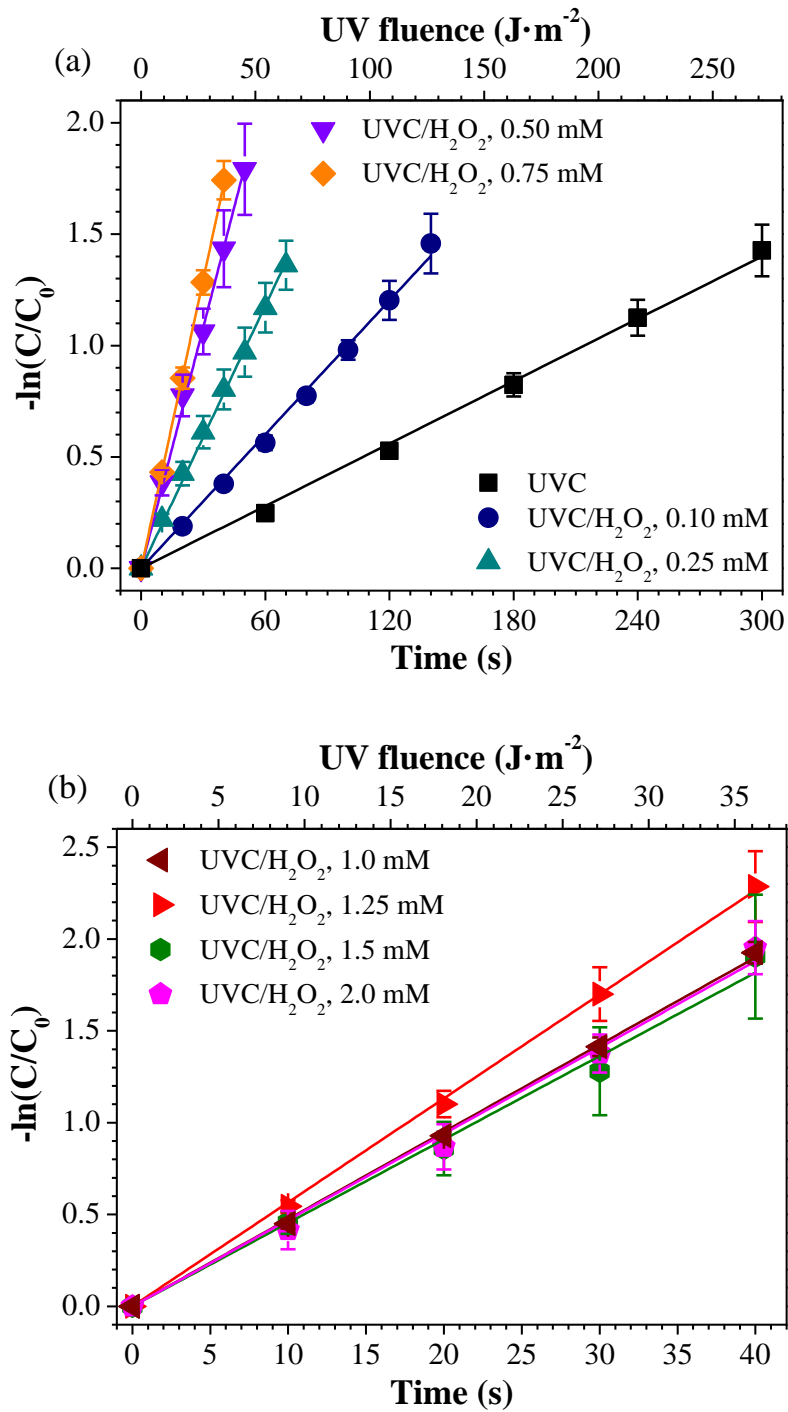 UV fluence (J·m⁻²)
(a)
0 50 100 150 200 250
UVC/H₂O₂, 0.50 mM
UVC/H₂O₂, 0.75 mM
2.0
1.5
1.0
0.5
0.0
-ln(C/C₀)
UVC
UVC/H₂O₂, 0.10 mM
UVC/H₂O₂, 0.25 mM
0 60 120 180 240 300
Time (s)
UV fluence (J·m⁻²)
(b)
0 5 10 15 20 25 30 35
UVC/H₂O₂, 1.0 mM
UVC/H₂O₂, 1.25 mM
UVC/H₂O₂, 1.5 mM
UVC/H₂O₂, 2.0 mM
2.5
2.0
1.5
1.0
0.5
0.0
-ln(C/C₀)
0 5 10 15 20 25 30 35 40
Time (s)